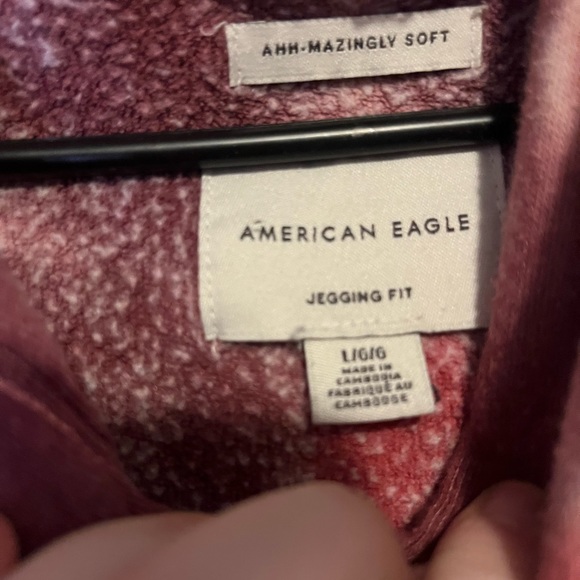 AHH-MAZINGLY SOFT
AMERICAN EAGLE
JEGGING FIT
L/G/G
MADE IN
CAMBODIA
FABRIQUÉ AU
CAMBODGE